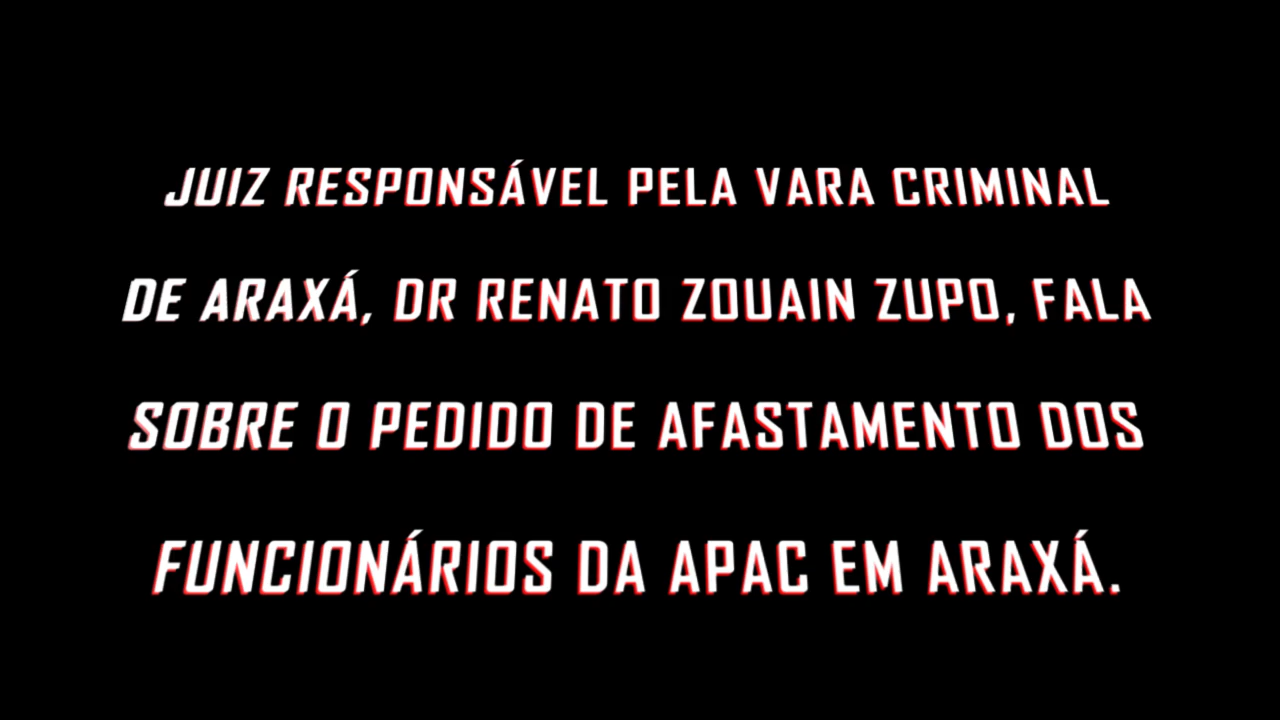 JUIZ RESPONSÁVEL PELA VARA CRIMINAL
DE ARAXÁ, DR RENATO ZOUAIN ZUPO, FALA
SOBRE O PEDIDO DE AFASTAMENTO DOS
FUNCIONÁRIOS DA APAC EM ARAXÁ.